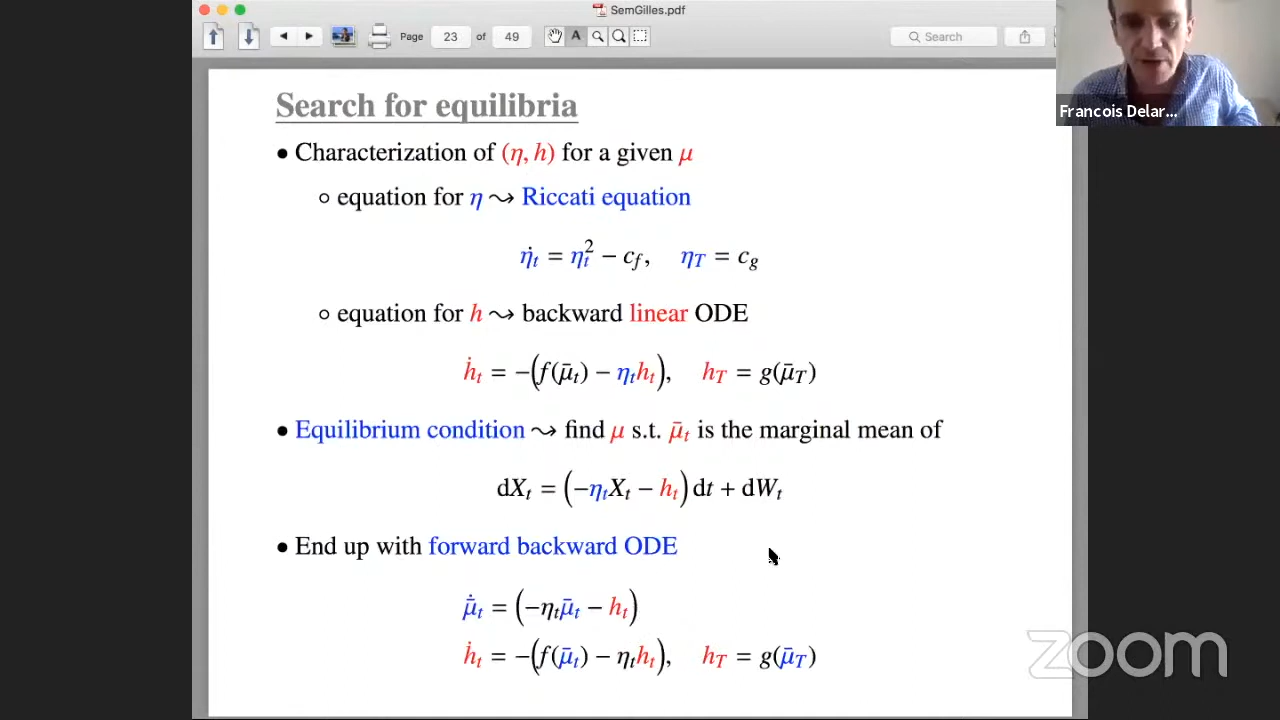 SemGilles.pdf
Page 23 of 49
Search
Francois Delar...
Search for equilibria
• Characterization of (η, h) for a given μ
∘ equation for η ⤳ Riccati equation
η̇ₜ = ηₜ² − c_f, η_T = c_g
∘ equation for h ⤳ backward linear ODE
ḣₜ = −(f(μ̄ₜ) − ηₜhₜ), h_T = g(μ̄_T)
• Equilibrium condition ⤳ find μ s.t. μ̄ₜ is the marginal mean of
dXₜ = (−ηₜXₜ − hₜ)dt + dWₜ
• End up with forward backward ODE
μ̄̇ₜ = (−ηₜμ̄ₜ − hₜ)
ḣₜ = −(f(μ̄ₜ) − ηₜhₜ), h_T = g(μ̄_T)
zoom